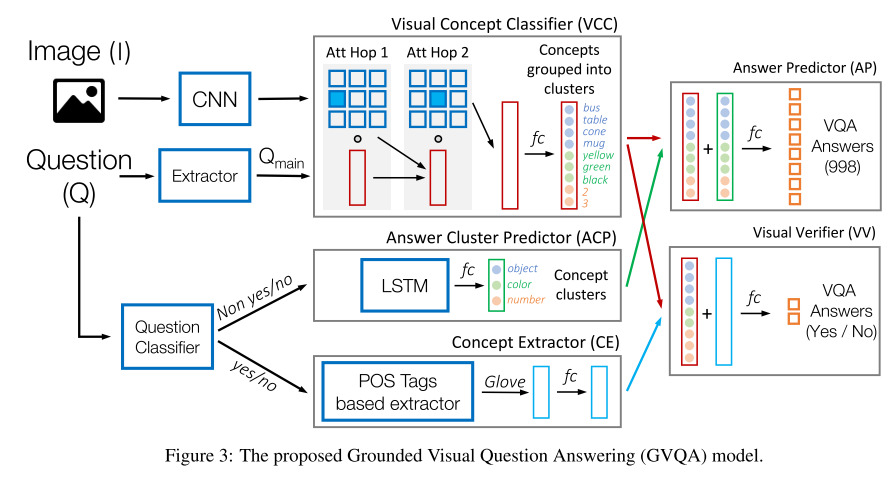 Visual Concept Classifier (VCC)
Image (I)
CNN
Question
(Q)
Extractor
Qmain
Att Hop 1
Att Hop 2
Concepts
grouped into
clusters
fc
bus
table
cone
mug
yellow
green
black
2
3
Answer Predictor (AP)
+
fc
VQA
Answers
(998)
Answer Cluster Predictor (ACP)
Question
Classifier
Non yes/no
yes/no
LSTM
fc
object
color
number
Concept
clusters
Visual Verifier (VV)
+
fc
VQA
Answers
(Yes / No)
Concept Extractor (CE)
POS Tags
based extractor
Glove
fc
Figure 3: The proposed Grounded Visual Question Answering (GVQA) model.